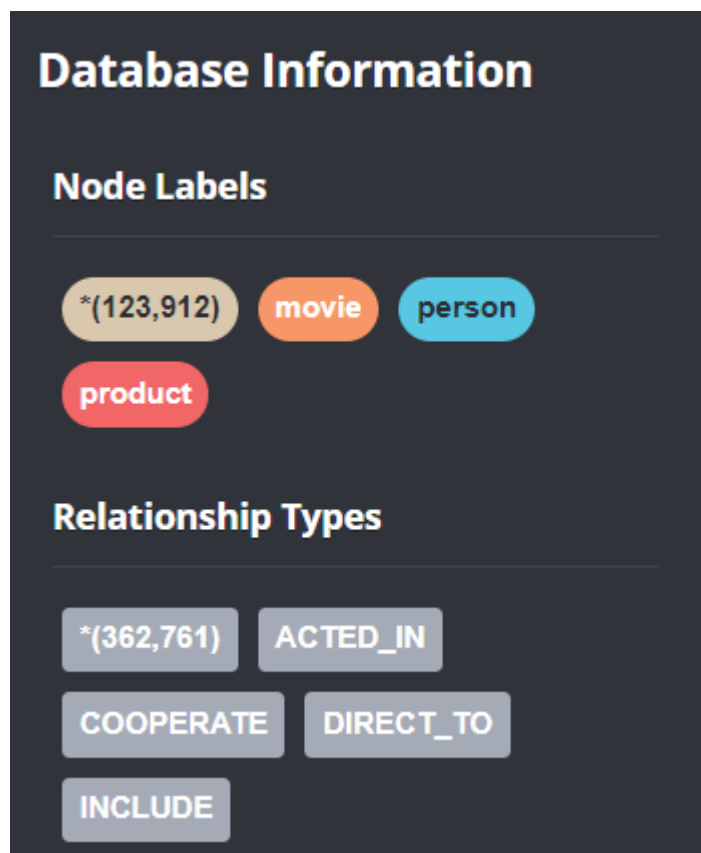 Database Information
Node Labels
*(123,912) movie person
product
Relationship Types
*(362,761) ACTED_IN
COOPERATE DIRECT_TO
INCLUDE